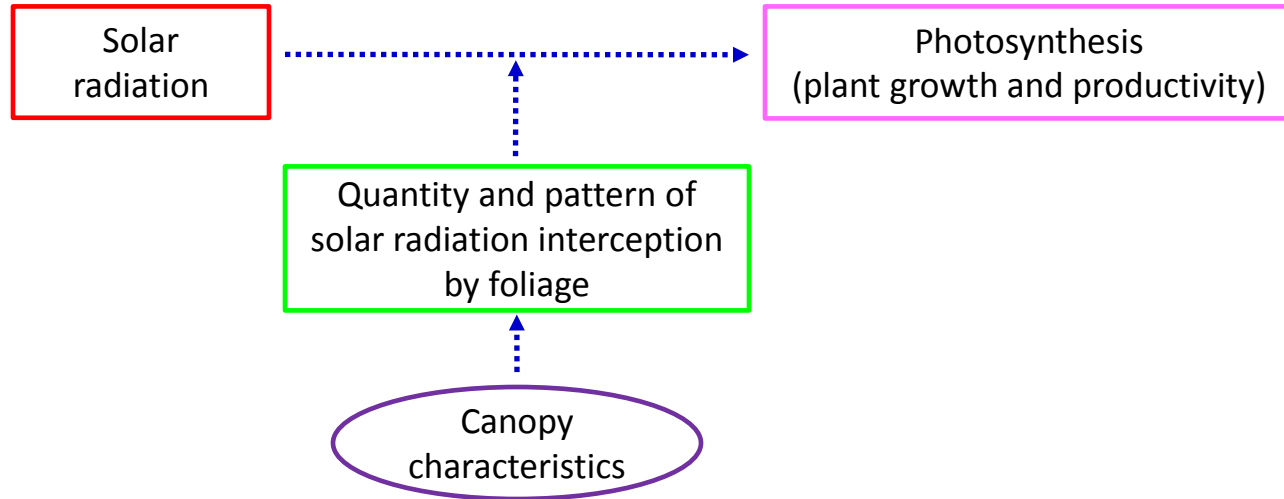 Solar
radiation
Photosynthesis
(plant growth and productivity)
Quantity and pattern of
solar radiation interception
by foliage
Canopy
characteristics